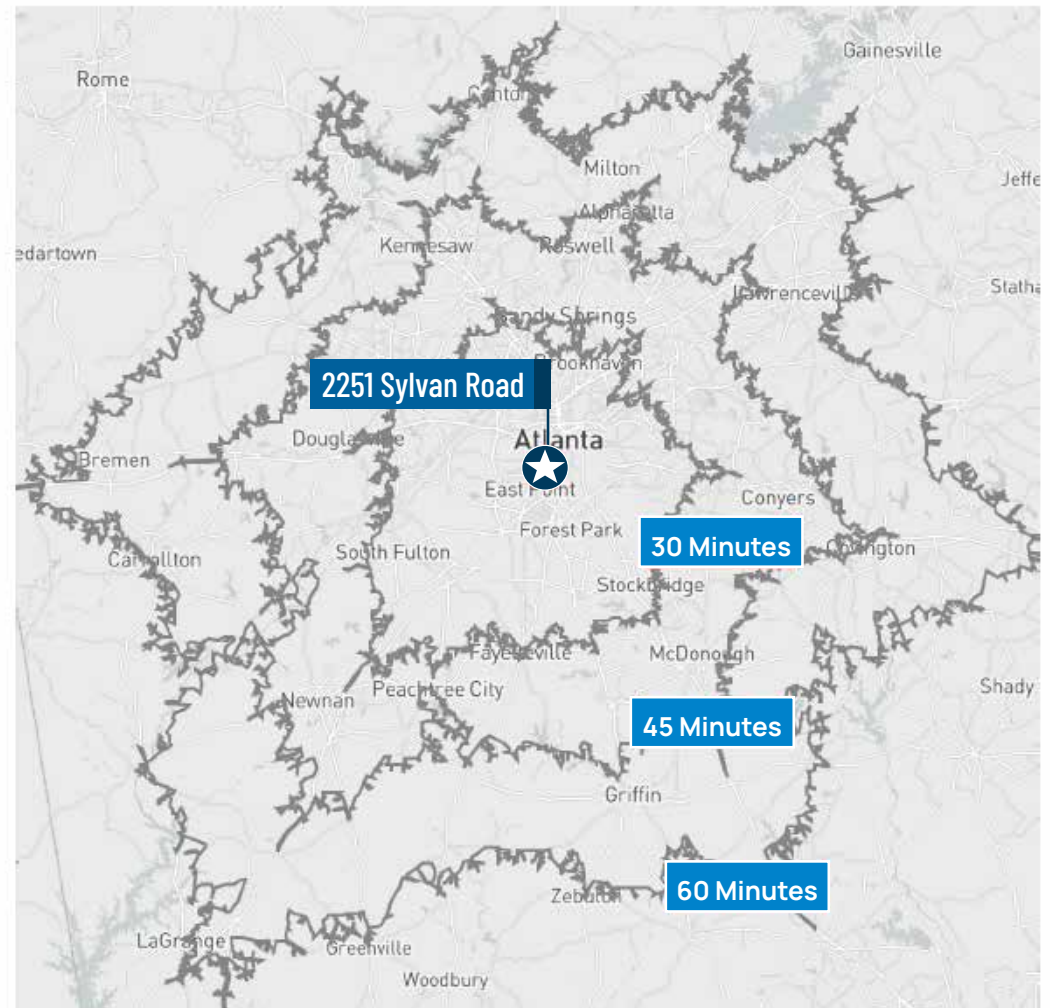 Gainesville
Rome
Canton
Milton
Jeffe
Alpharetta
Kennesaw
Roswell
edartown
Lawrenceville
Statha
Sandy Springs
Brookhaven
2251 Sylvan Road
Douglasville
Atlanta
Bremen
East Point
Conyers
Forest Park
30 Minutes
Covington
South Fulton
Carrollton
Stockbridge
Fayetteville
McDonough
Peachtree City
Shady
Newnan
45 Minutes
Griffin
60 Minutes
Zebulon
LaGrange
Greenville
Woodbury